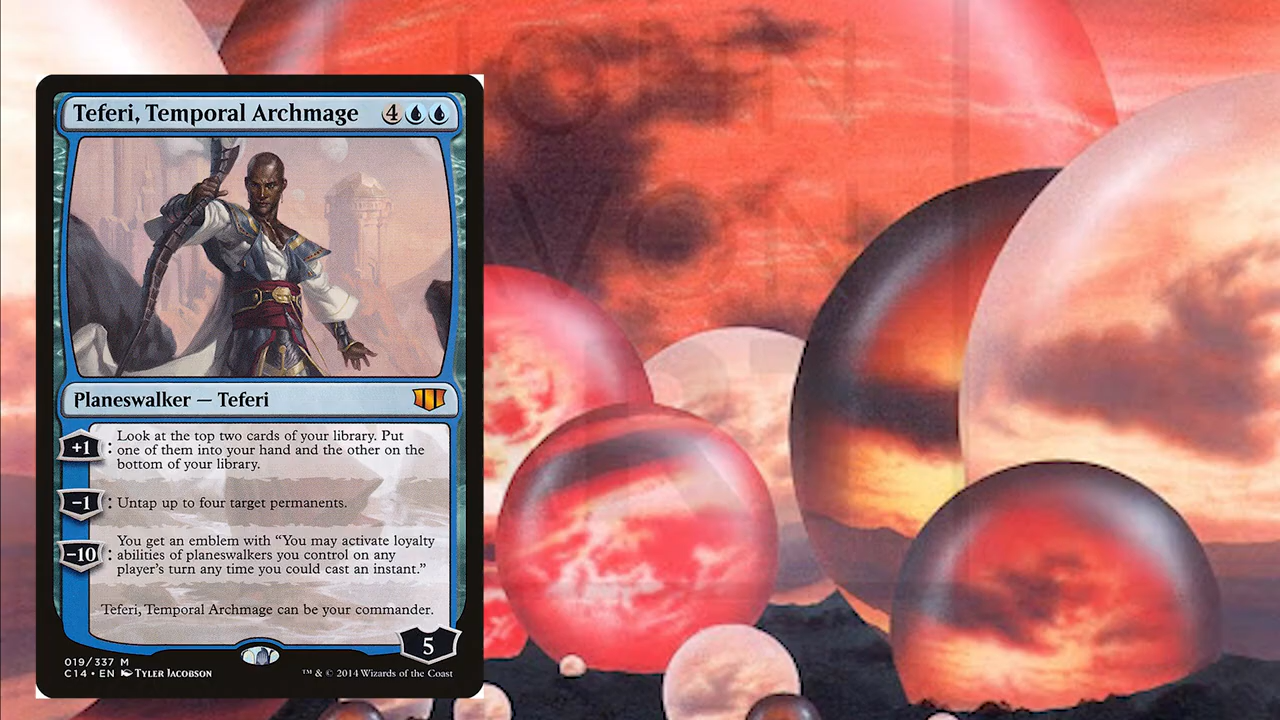 Teferi, Temporal Archmage 4
Planeswalker — Teferi
+1 : Look at the top two cards of your library. Put
one of them into your hand and the other on the
bottom of your library.
−1 : Untap up to four target permanents.
You get an emblem with “You may activate loyalty
−10 : abilities of planeswalkers you control on any
player’s turn any time you could cast an instant.”
Teferi, Temporal Archmage can be your commander.
5
019/337 M
C14 • EN Tyler Jacobson
™ & © 2014 Wizards of the Coast
JOHN
AVON
ART